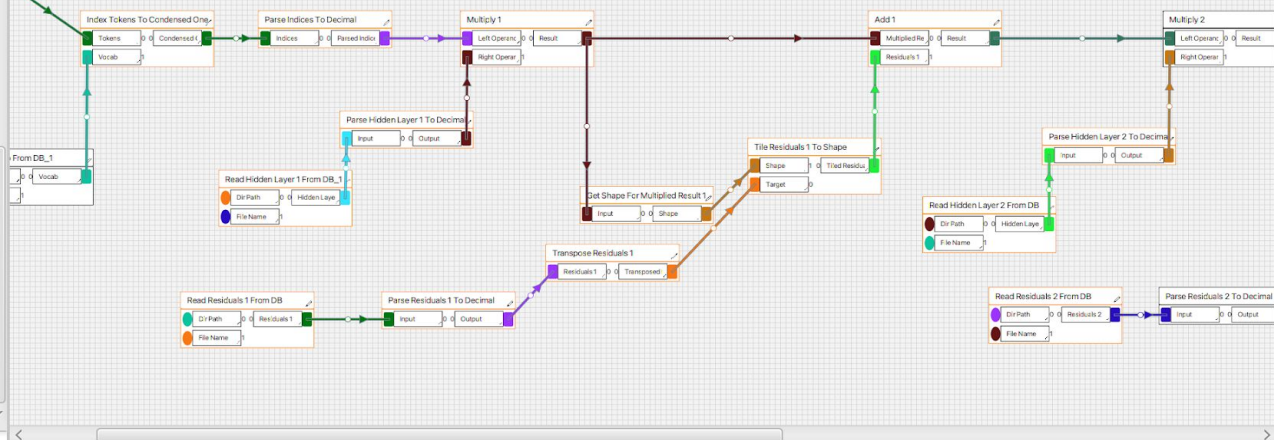 Index Tokens To Condensed One
Tokens 0 0 Condensed
Vocab 1
Parse Indices To Decimal
Indices 0 0 Parsed Indic
Multiply 1
Left Operanc 0 0 Result
Right Operar 1
Add 1
Multiplied Re 0 0 Result
Residuals 1 1
Multiply 2
Left Operanc 0 0 Result
Right Operar 1
From DB_1
0 0 Vocab
1
Parse Hidden Layer 1 To Decimal
Input 0 0 Output
Read Hidden Layer 1 From DB_1
Dir Path 0 0 Hidden Laye
File Name 1
Get Shape For Multiplied Result 1
Input 0 0 Shape
Tile Residuals 1 To Shape
Shape 1 0 Tiled Residu
Target 0
Parse Hidden Layer 2 To Decima
Input 0 0 Output
Read Hidden Layer 2 From DB
Dir Path 0 0 Hidden Laye
File Name 1
Transpose Residuals 1
Residuals 1 0 0 Transposed
Read Residuals 1 From DB
Dir Path 0 0 Residuals 1
File Name 1
Parse Residuals 1 To Decimal
Input 0 0 Output
Read Residuals 2 From DB
Dir Path 0 0 Residuals 2
File Name 1
Parse Residuals 2 To Decimal
Input 0 0 Output